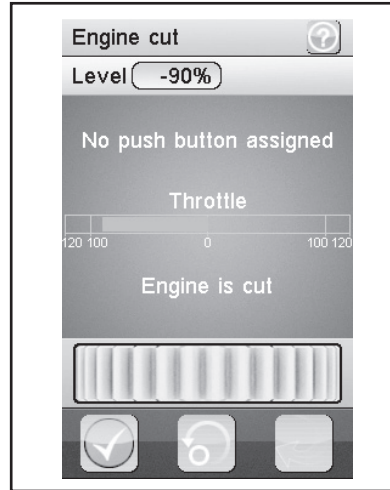 Engine cut ?
Level -90%
No push button assigned
Throttle
120 100 0 100 120
Engine is cut